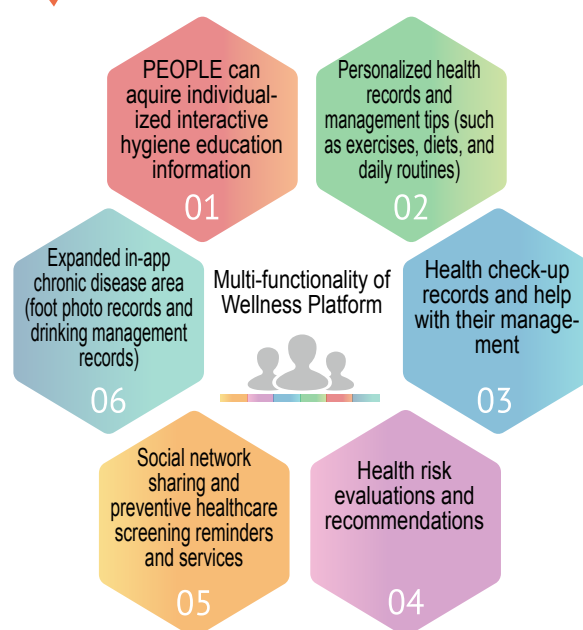 PEOPLE can
aquire individual-
ized interactive
hygiene education
information
01
Personalized health
records and
management tips (such
as exercises, diets, and
daily routines)
02
Health check-up
records and help
with their manage-
ment
03
Health risk
evaluations and
recommendations
04
Social network
sharing and
preventive healthcare
screening reminders
and services
05
Expanded in-app
chronic disease area
(foot photo records and
drinking management
records)
06
Multi-functionality of
Wellness Platform